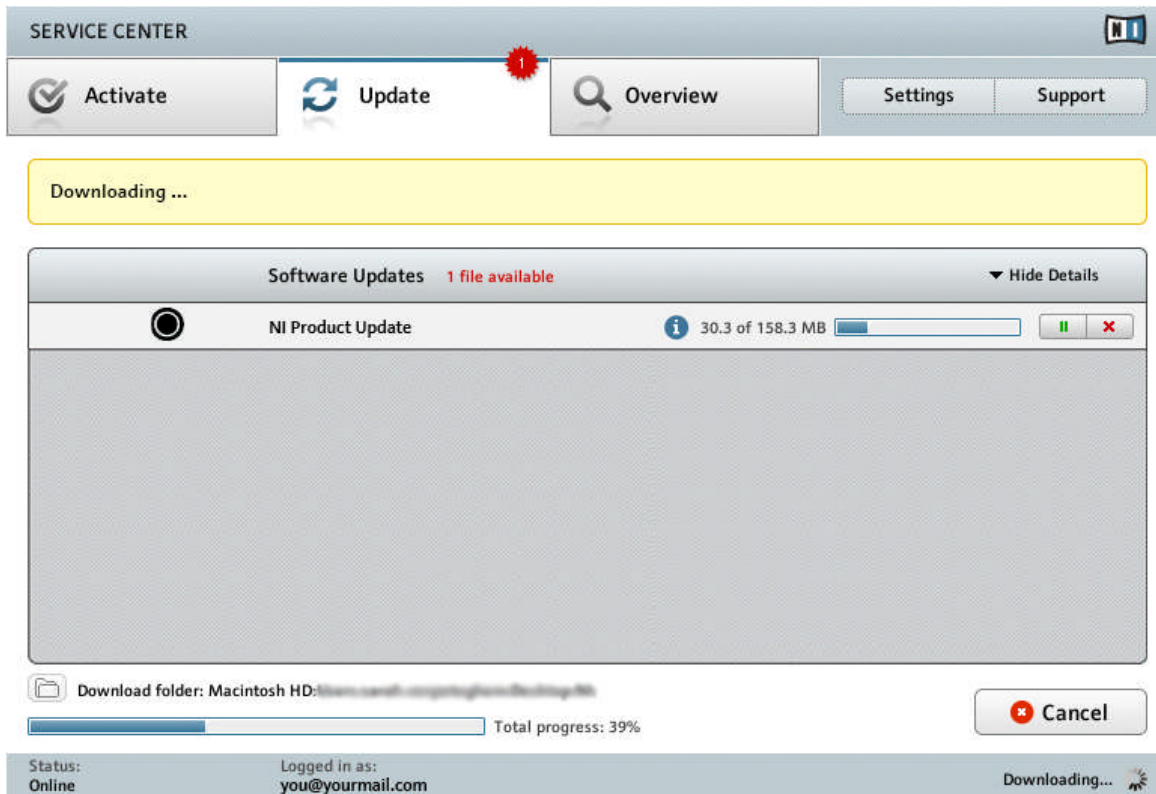 SERVICE CENTER
NI
Activate
Update
1
Overview
Settings
Support
Downloading ...
Software Updates 1 file available
Hide Details
NI Product Update
i
30.3 of 158.3 MB
Download folder: Macintosh HD:
Total progress: 39%
Cancel
Status:
Online
Logged in as:
you@yourmail.com
Downloading...